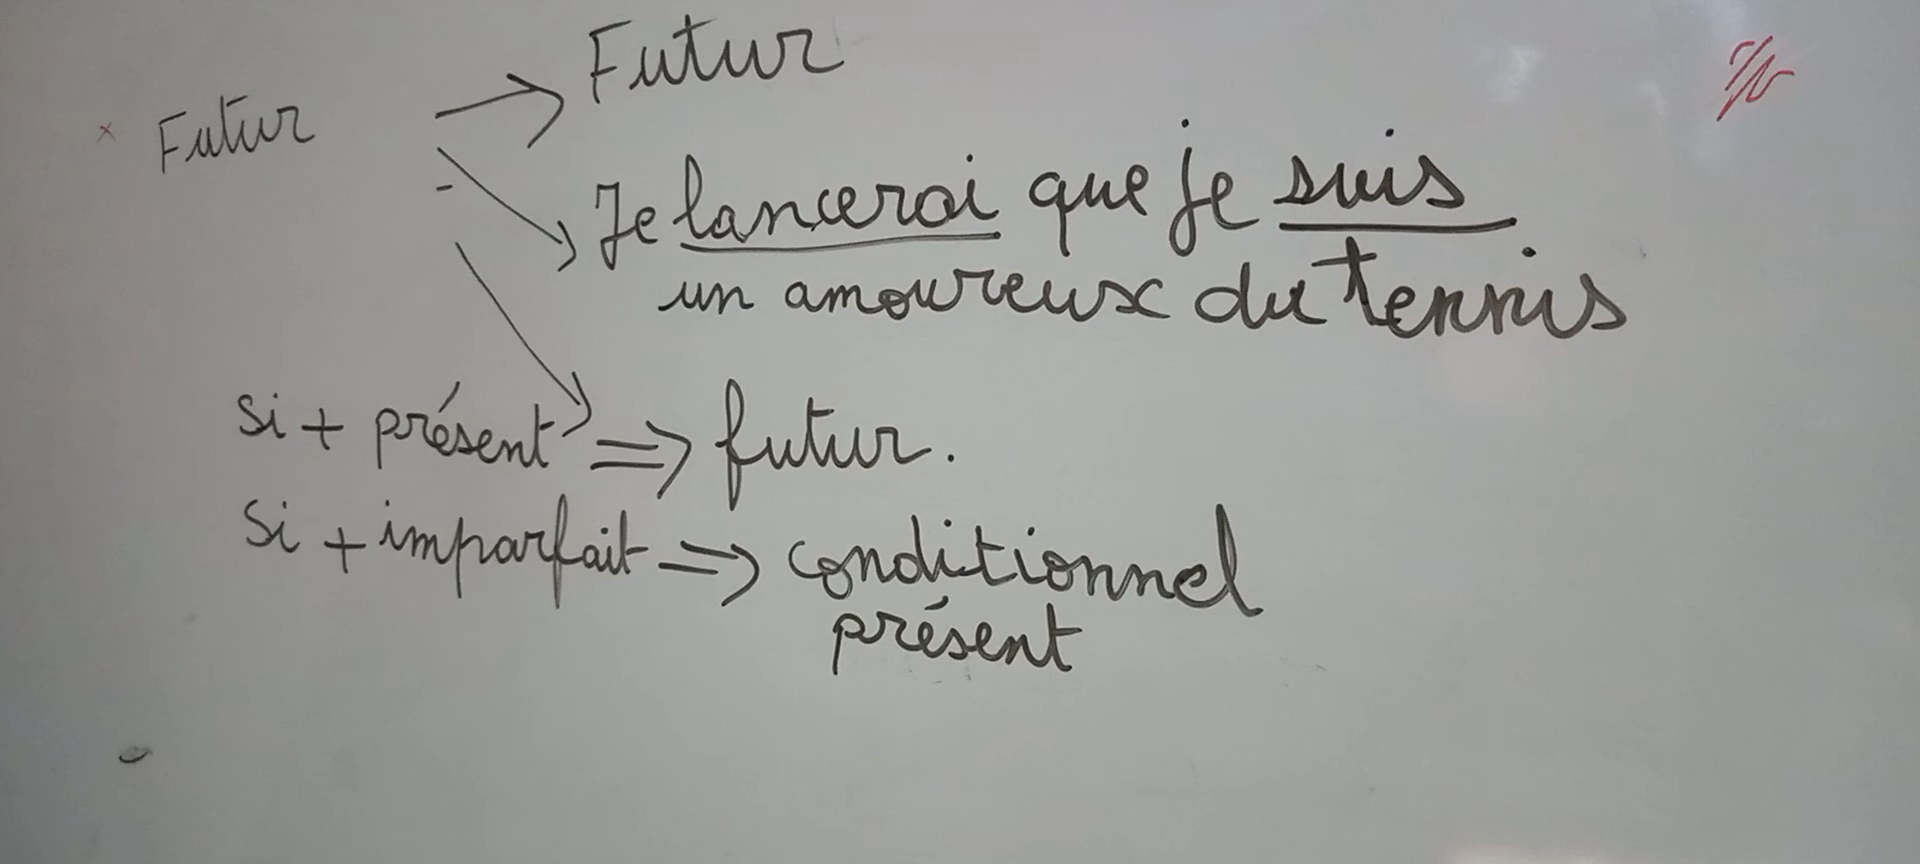 Futur
Futur
Je lancerai que je suis
un amoureux du tennis
si + présent => futur.
Si + imparfait => conditionnel
présent